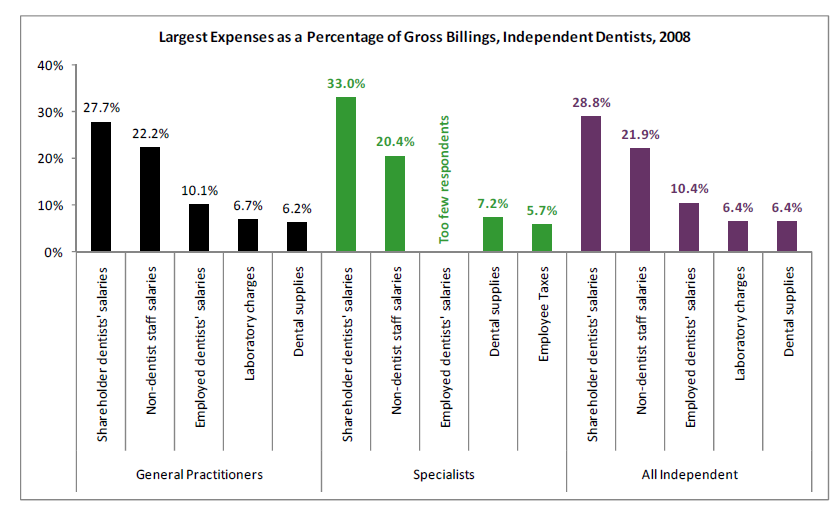 Largest Expenses as a Percentage of Gross Billings, Independent Dentists, 2008
40%
30%
20%
10%
0%
27.7%
22.2%
10.1%
6.7%
6.2%
33.0%
20.4%
Too few respondents
7.2%
5.7%
28.8%
21.9%
10.4%
6.4%
6.4%
Shareholder dentists' salaries
Non-dentist staff salaries
Employed dentists' salaries
Laboratory charges
Dental supplies
Shareholder dentists' salaries
Non-dentist staff salaries
Employed dentists' salaries
Dental supplies
Employee Taxes
Shareholder dentists' salaries
Non-dentist staff salaries
Employed dentists' salaries
Laboratory charges
Dental supplies
General Practitioners
Specialists
All Independent